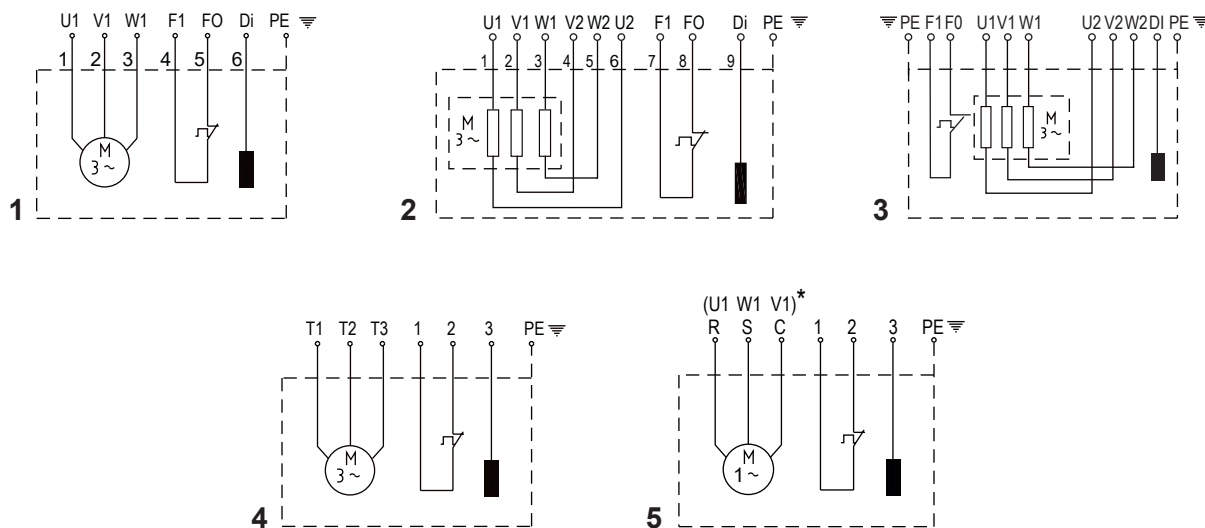 U1 V1 W1 F1 FO Di PE
1 2 3 4 5 6
M
3~
1
U1 V1 W1 V2 W2 U2 F1 FO Di PE
1 2 3 4 5 6 7 8 9
M
3~
2
PE F1 F0 U1 V1 W1 U2 V2 W2 DI PE
M
3~
3
T1 T2 T3 1 2 3 PE
M
3~
4
(U1 W1 V1)*
R S C 1 2 3 PE
M
1~
5